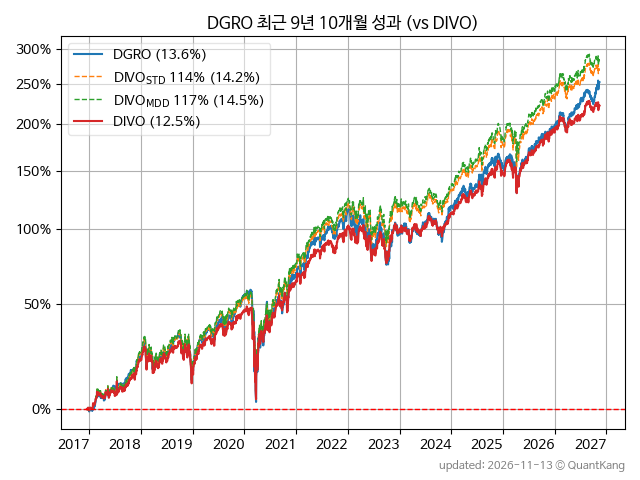 DGRO 최근 9년 10개월 성과 (vs DIVO)
DGRO (13.6%)
DIVO_STD 114% (14.2%)
DIVO_MDD 117% (14.5%)
DIVO (12.5%)
300%
250%
200%
150%
100%
50%
0%
2017 2018 2019 2020 2021 2022 2023 2024 2025 2026 2027
updated: 2026-11-13 © QuantKang